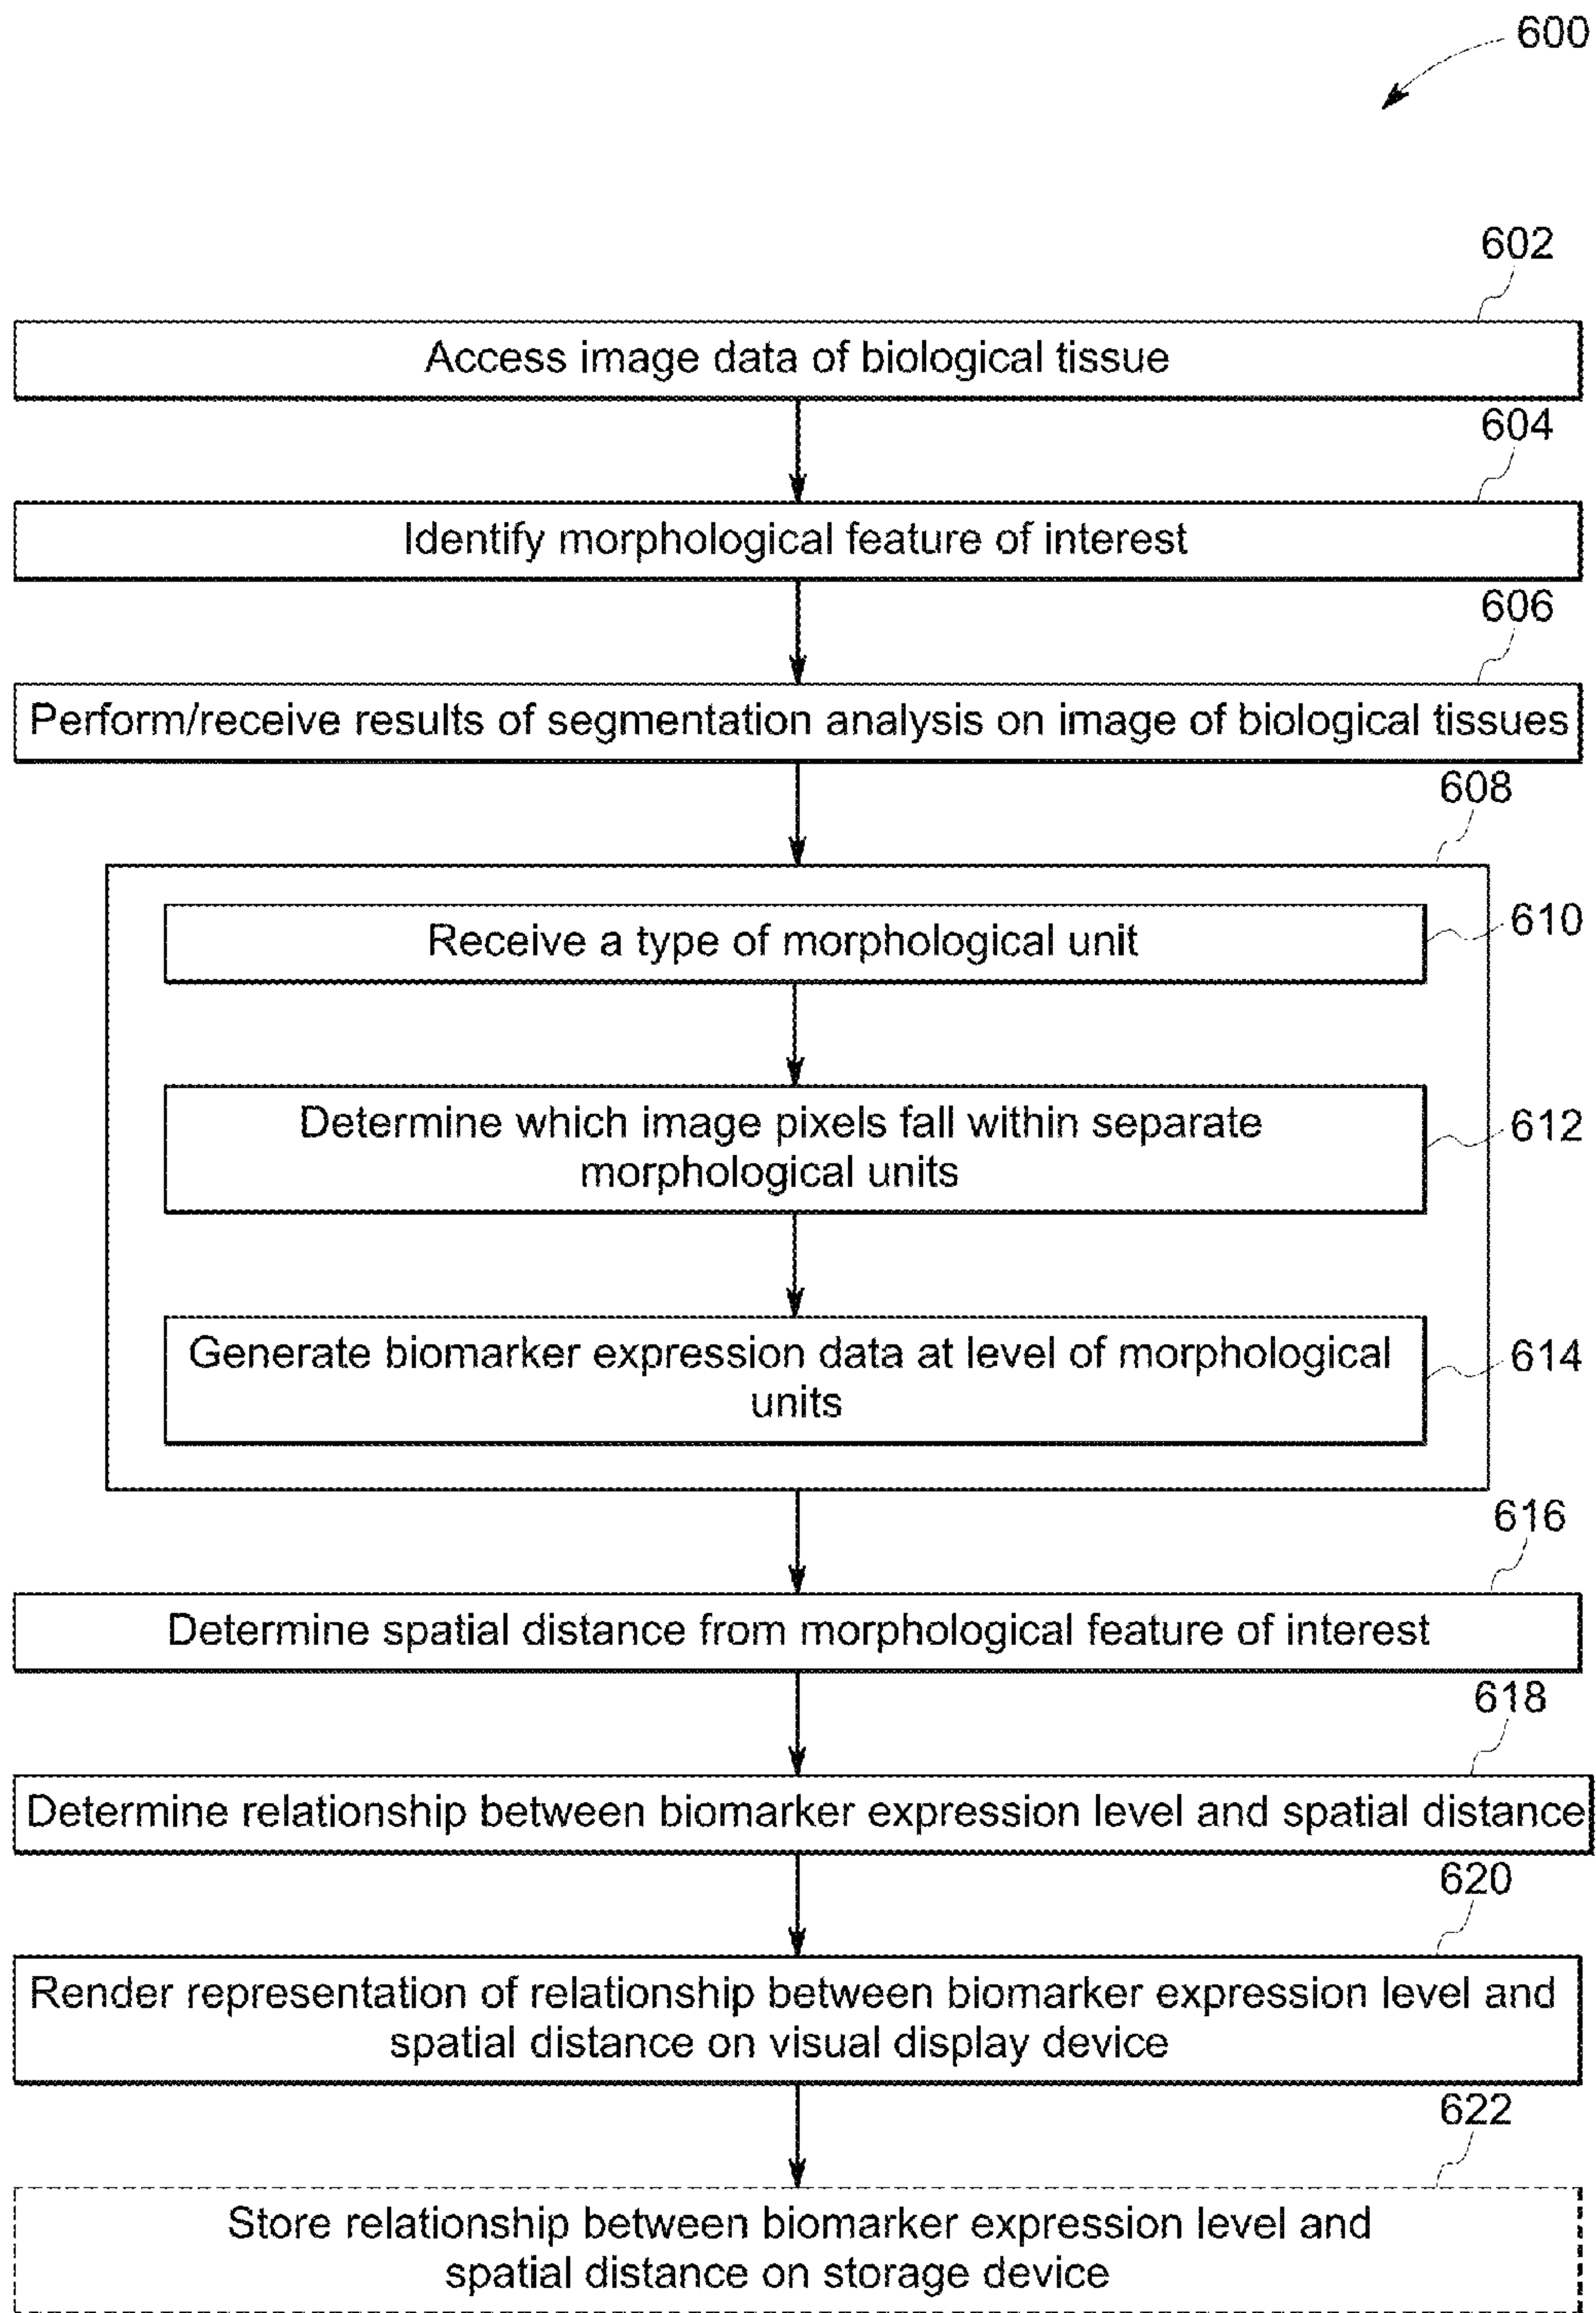 600
602
Access image data of biological tissue
604
Identify morphological feature of interest
606
Perform/receive results of segmentation analysis on image of biological tissues
608
Receive a type of morphological unit
610
Determine which image pixels fall within separate
morphological units
612
Generate biomarker expression data at level of morphological
units
614
616
Determine spatial distance from morphological feature of interest
618
Determine relationship between biomarker expression level and spatial distance
620
Render representation of relationship between biomarker expression level and
spatial distance on visual display device
622
Store relationship between biomarker expression level and
spatial distance on storage device